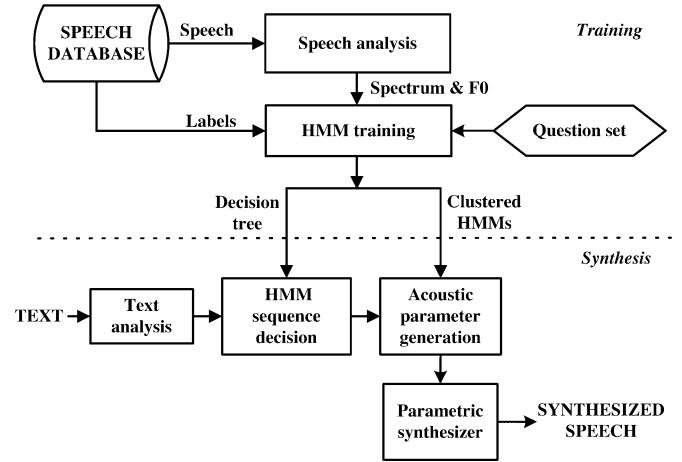 SPEECH
DATABASE
Speech
Speech analysis
Training
Spectrum & F0
Labels
HMM training
Question set
Decision
tree
Clustered
HMMs
Synthesis
TEXT
Text
analysis
HMM
sequence
decision
Acoustic
parameter
generation
Parametric
synthesizer
SYNTHESIZED
SPEECH